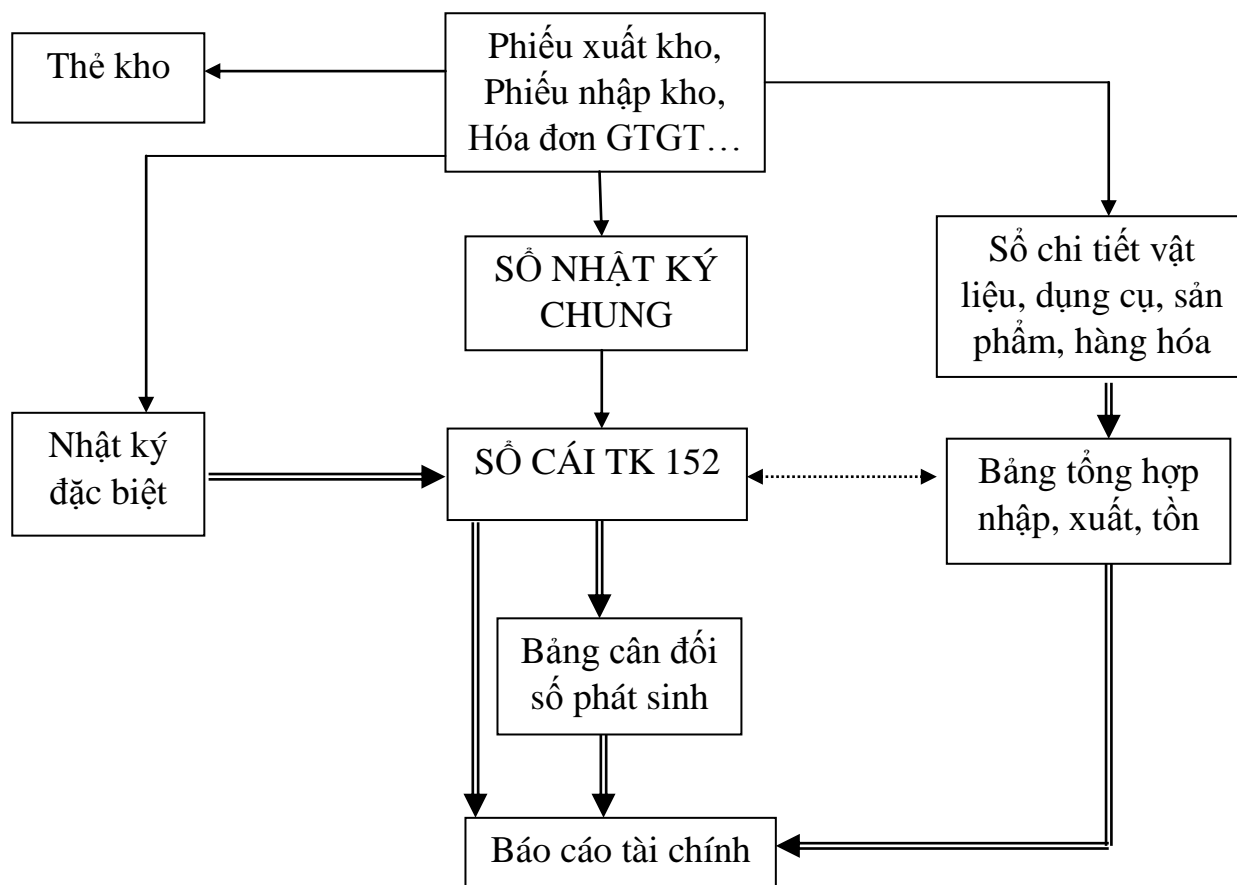 Thẻ kho
Phiếu xuất kho,
Phiếu nhập kho,
Hóa đơn GTGT…
SỔ NHẬT KÝ
CHUNG
Sổ chi tiết vật
liệu, dụng cụ, sản
phẩm, hàng hóa
Nhật ký
đặc biệt
SỔ CÁI TK 152
Bảng tổng hợp
nhập, xuất, tồn
Bảng cân đối
số phát sinh
Báo cáo tài chính